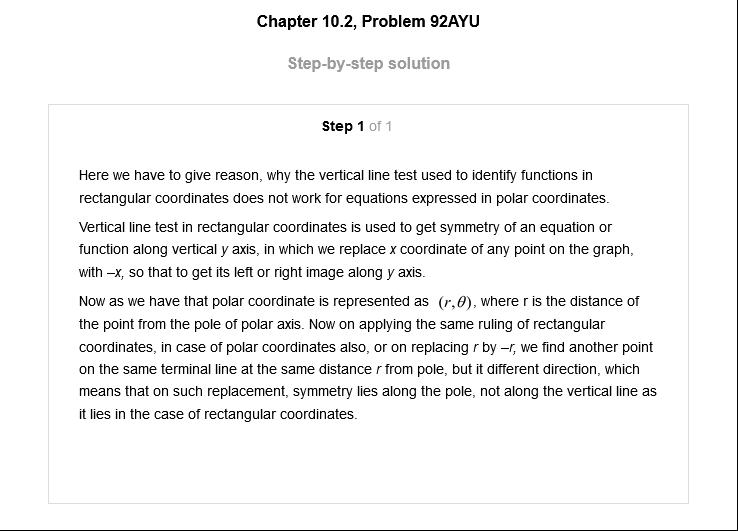 Chapter 10.2, Problem 92AYU
Step-by-step solution
Step 1 of 1
Here we have to give reason, why the vertical line test used to identify functions in
rectangular coordinates does not work for equations expressed in polar coordinates.
Vertical line test in rectangular coordinates is used to get symmetry of an equation or
function along vertical y axis, in which we replace x coordinate of any point on the graph,
with –x, so that to get its left or right image along y axis.
Now as we have that polar coordinate is represented as (r,θ), where r is the distance of
the point from the pole of polar axis. Now on applying the same ruling of rectangular
coordinates, in case of polar coordinates also, or on replacing r by –r, we find another point
on the same terminal line at the same distance r from pole, but it different direction, which
means that on such replacement, symmetry lies along the pole, not along the vertical line as
it lies in the case of rectangular coordinates.